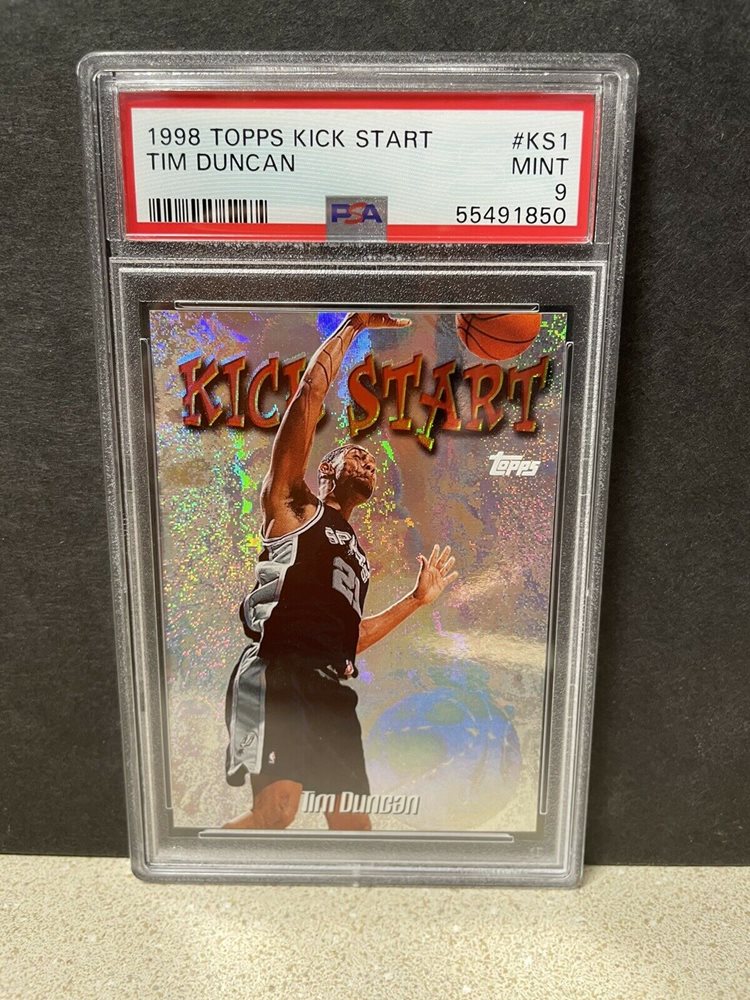 1998 TOPPS KICK START #KS1
TIM DUNCAN MINT
9
PSA 55491850
KICK START
Topps
SPURS
21
Tim Duncan